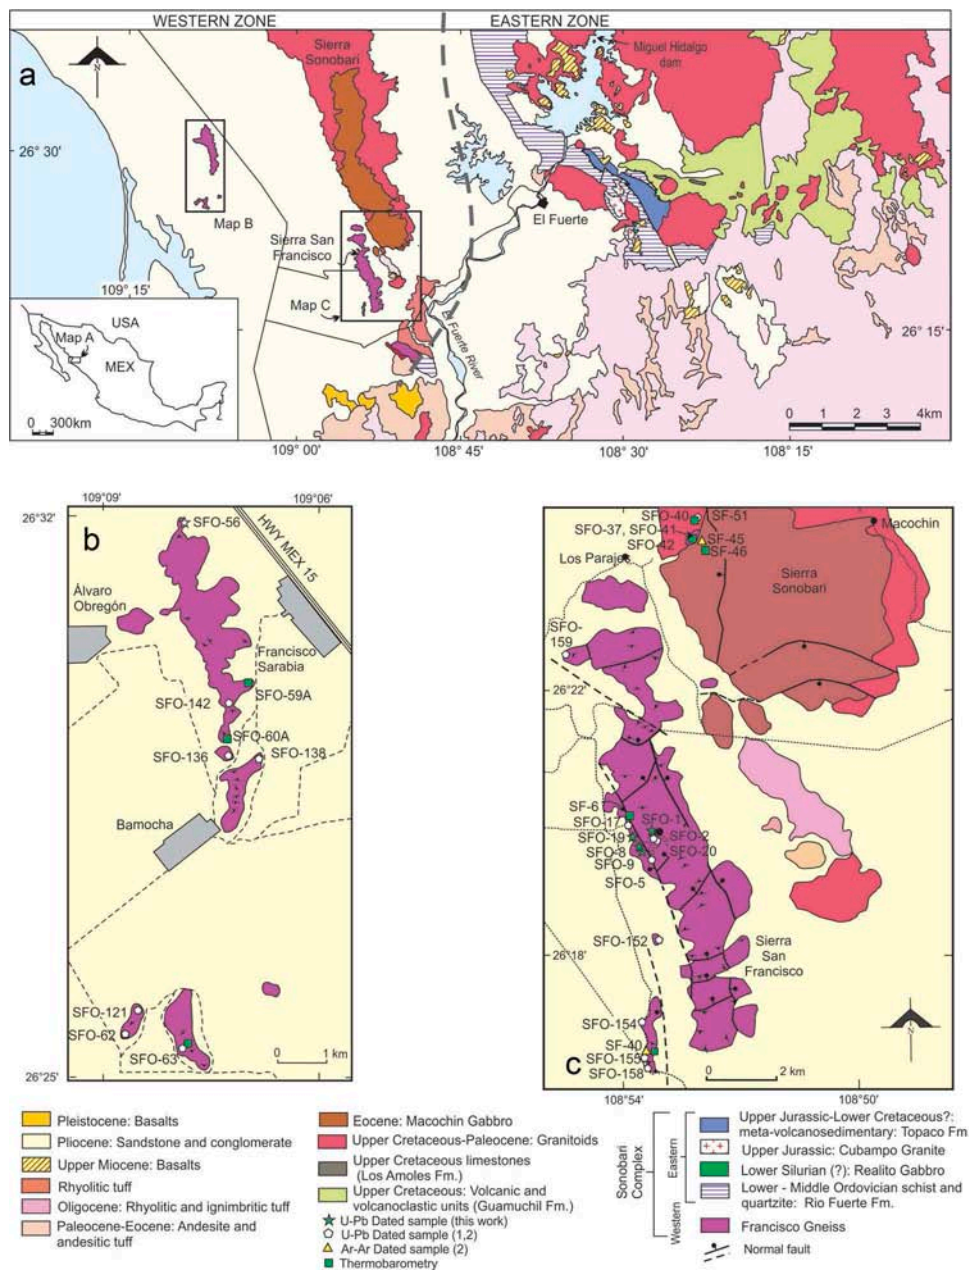 WESTERN ZONE
EASTERN ZONE
a
N
Sierra
Sonobari
Miguel Hidalgo
dam
26° 30'
Map B
El Fuerte
Sierra San
Francisco
109° 15'
Map C
El Fuerte River
26° 15'
USA
Map A
MEX
0 300km
0 1 2 3 4km
109° 00'
108° 45'
108° 30'
108° 15'
109°09'
109°06'
26°32'
b
SFO-56
HWY MEX 15
Álvaro
Obregón
Francisco
Sarabia
SFO-142
SFO-59A
SFO-60A
SFO-136
SFO-138
Bamocha
SFO-121
SFO-62
SFO-63
0 1 km
26°25'
SFO-40
SF-51
SFO-37, SFO-41
SF-45
SFO-42
SF-46
Macochin
Los Parajes
Sierra
Sonobari
SFO-
159
26°22'
SF-6
SFO-17
SFO-1
SFO-19
SFO-2
SFO-8
SFO-20
SFO-9
SFO-5
SFO-152
Sierra
San
Francisco
26°18'
SFO-154
SF-40
SFO-155
SFO-158
c
0 2 km
N
108°54'
108°50'
Pleistocene: Basalts
Pliocene: Sandstone and conglomerate
Upper Miocene: Basalts
Rhyolitic tuff
Oligocene: Rhyolitic and ignimbritic tuff
Paleocene-Eocene: Andesite and
andesitic tuff
Eocene: Macochin Gabbro
Upper Cretaceous-Paleocene: Granitoids
Upper Cretaceous limestones
(Los Amoles Fm.)
Upper Cretaceous: Volcanic and
volcanoclastic units (Guamuchil Fm.)
U-Pb Dated sample (this work)
U-Pb Dated sample (1,2)
Ar-Ar Dated sample (2)
Thermobarometry
Sonobari
Complex
Eastern
Western
Upper Jurassic-Lower Cretaceous?:
meta-volcanosedimentary: Topaco Fm
Upper Jurassic: Cubampo Granite
Lower Silurian (?): Realito Gabbro
Lower - Middle Ordovician schist and
quartzite: Rio Fuerte Fm.
Francisco Gneiss
Normal fault